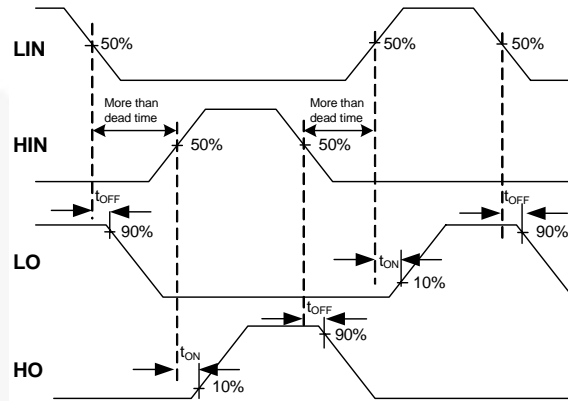 LIN
50%
50%
50%
More than
dead time
More than
dead time
HIN
50%
50%
tOFF
tOFF
90%
90%
LO
tON
10%
tOFF
90%
tON
HO
10%